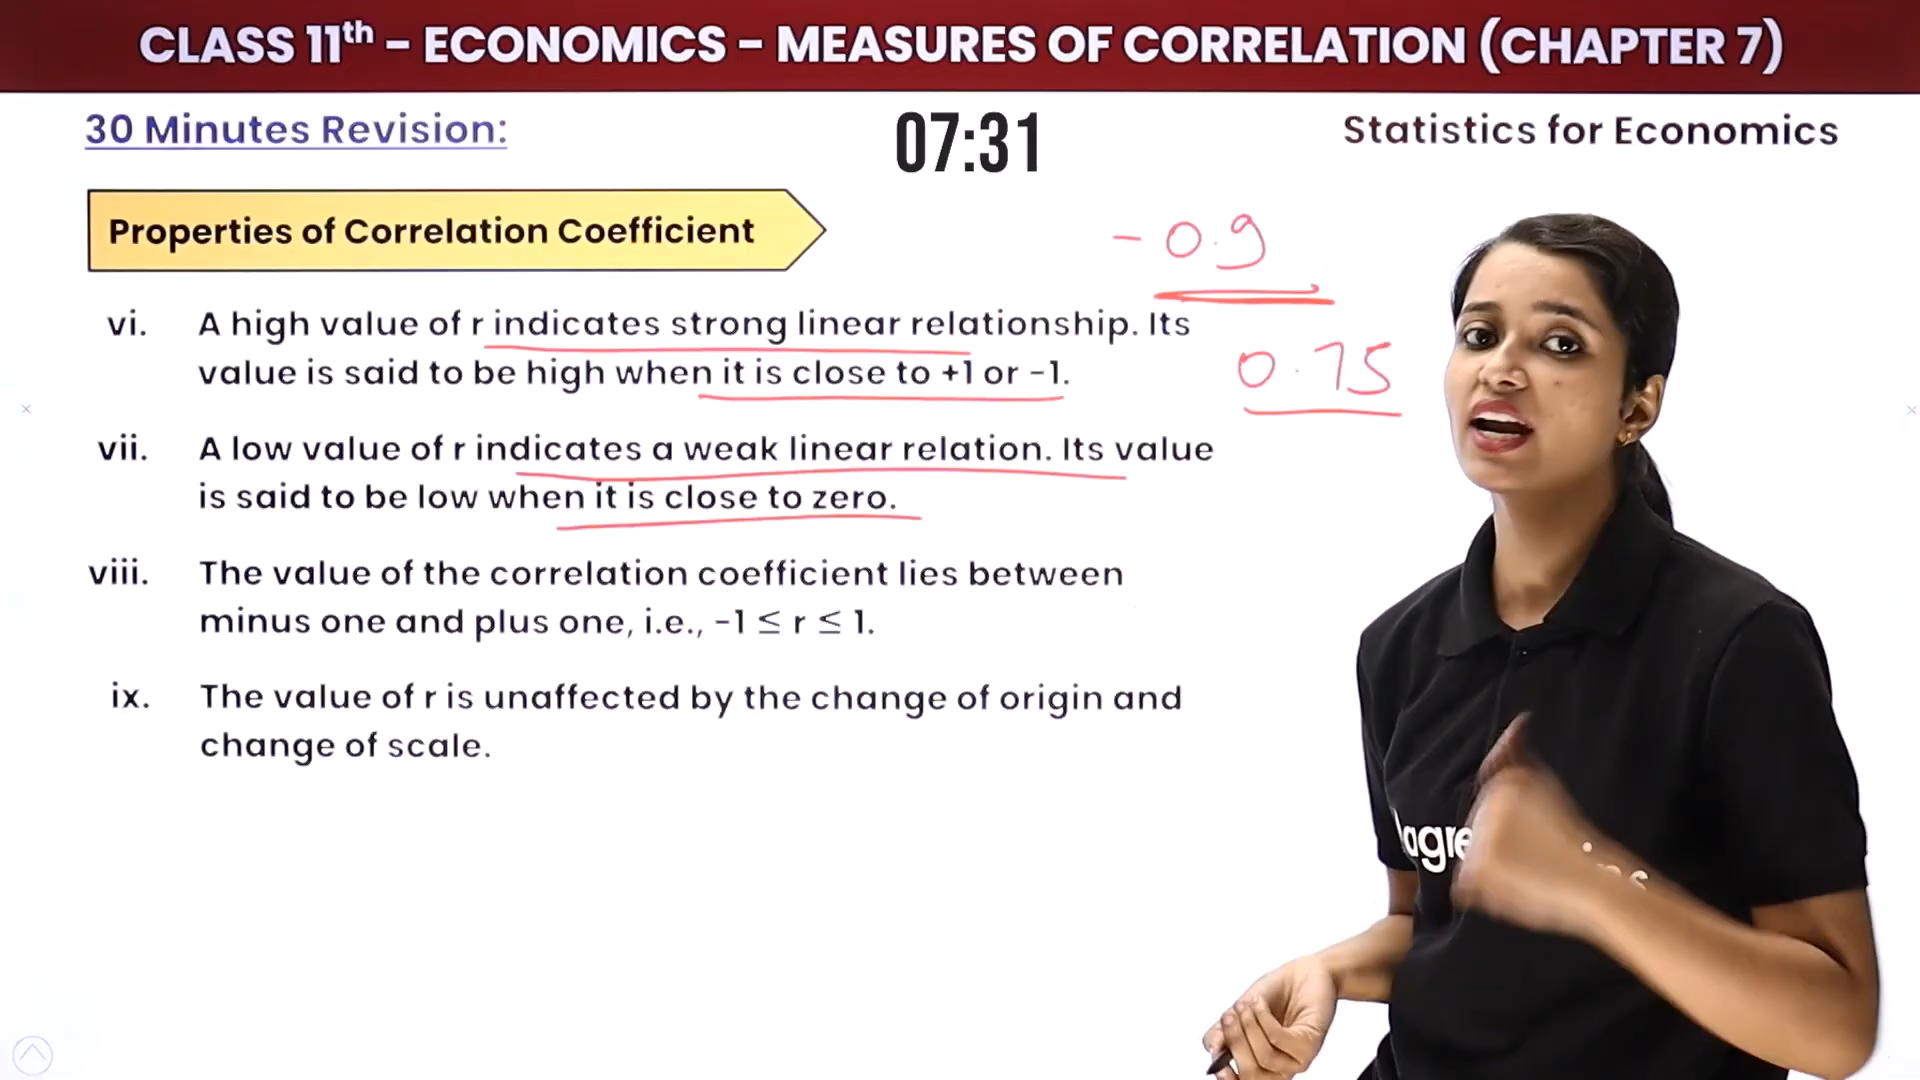 CLASS 11th – ECONOMICS – MEASURES OF CORRELATION (CHAPTER 7)
30 Minutes Revision:
07:31
Statistics for Economics
Properties of Correlation Coefficient
- 0.9
vi. A high value of r indicates strong linear relationship. Its
value is said to be high when it is close to +1 or -1.
0.75
vii. A low value of r indicates a weak linear relation. Its value
is said to be low when it is close to zero.
viii. The value of the correlation coefficient lies between
minus one and plus one, i.e., -1 ≤ r ≤ 1.
ix. The value of r is unaffected by the change of origin and
change of scale.